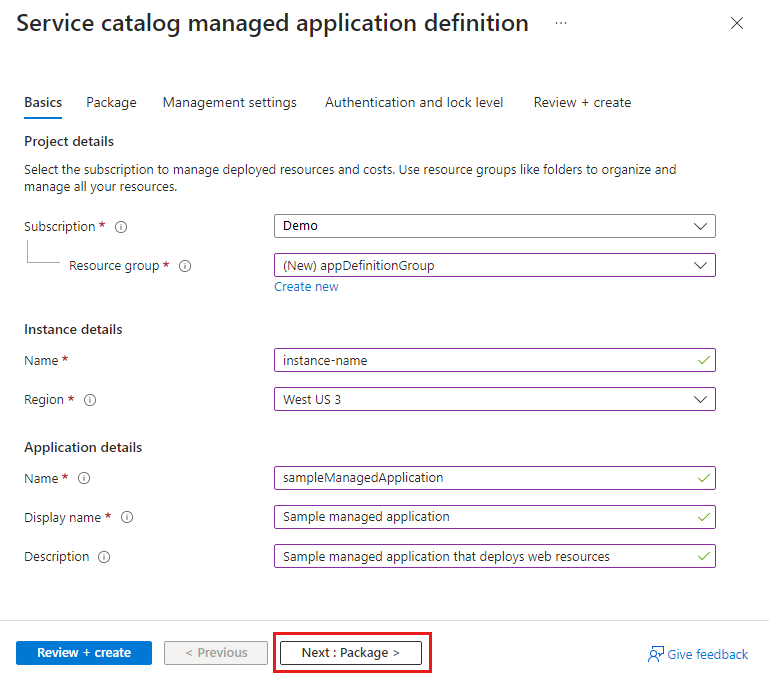 Service catalog managed application definition ...
Basics Package Management settings Authentication and lock level Review + create
Project details
Select the subscription to manage deployed resources and costs. Use resource groups like folders to organize and
manage all your resources.
Subscription * Demo
Resource group * (New) appDefinitionGroup
Create new
Instance details
Name * instance-name
Region * West US 3
Application details
Name * sampleManagedApplication
Display name * Sample managed application
Description Sample managed application that deploys web resources
Review + create < Previous Next : Package > Give feedback